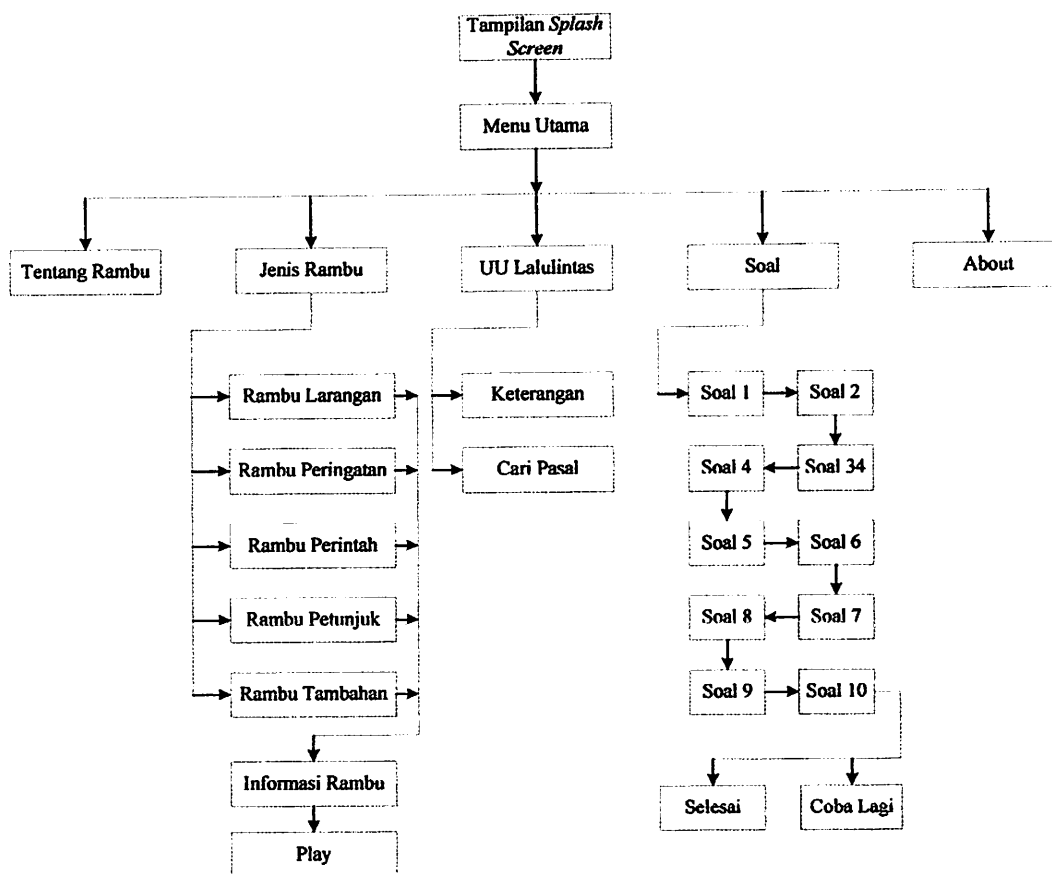 Tampilan Splash
Screen
Menu Utama
Tentang Rambu
Jenis Rambu
UU Lalulintas
Soal
About
Rambu Larangan
Rambu Peringatan
Rambu Perintah
Rambu Petunjuk
Rambu Tambahan
Informasi Rambu
Play
Keterangan
Cari Pasal
Soal 1
Soal 2
Soal 34
Soal 4
Soal 5
Soal 6
Soal 7
Soal 8
Soal 9
Soal 10
Selesai
Coba Lagi